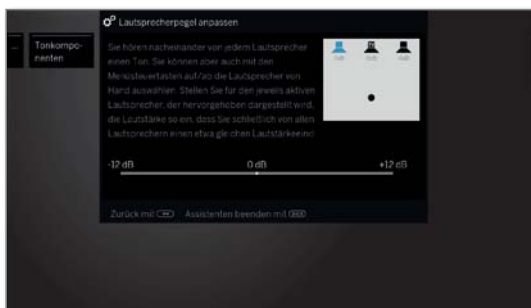 Lautsprecherpegel anpassen
...
Tonkompo-
nenten
Sie hören nacheinander von jedem Lautsprecher
einen Ton. Sie können aber auch mit den
Menüsteuertasten auf/ab die Lautsprecher von
Hand auswählen. Stellen Sie für den jeweils aktiven
Lautsprecher, der hervorgehoben dargestellt wird,
die Lautstärke so ein, dass Sie schließlich von allen
Lautsprechern einen etwa gleichen Lautstärkeeind
0dB 0dB 0dB
-12 dB 0 dB +12 dB
Zurück mit Assistenten beenden mit